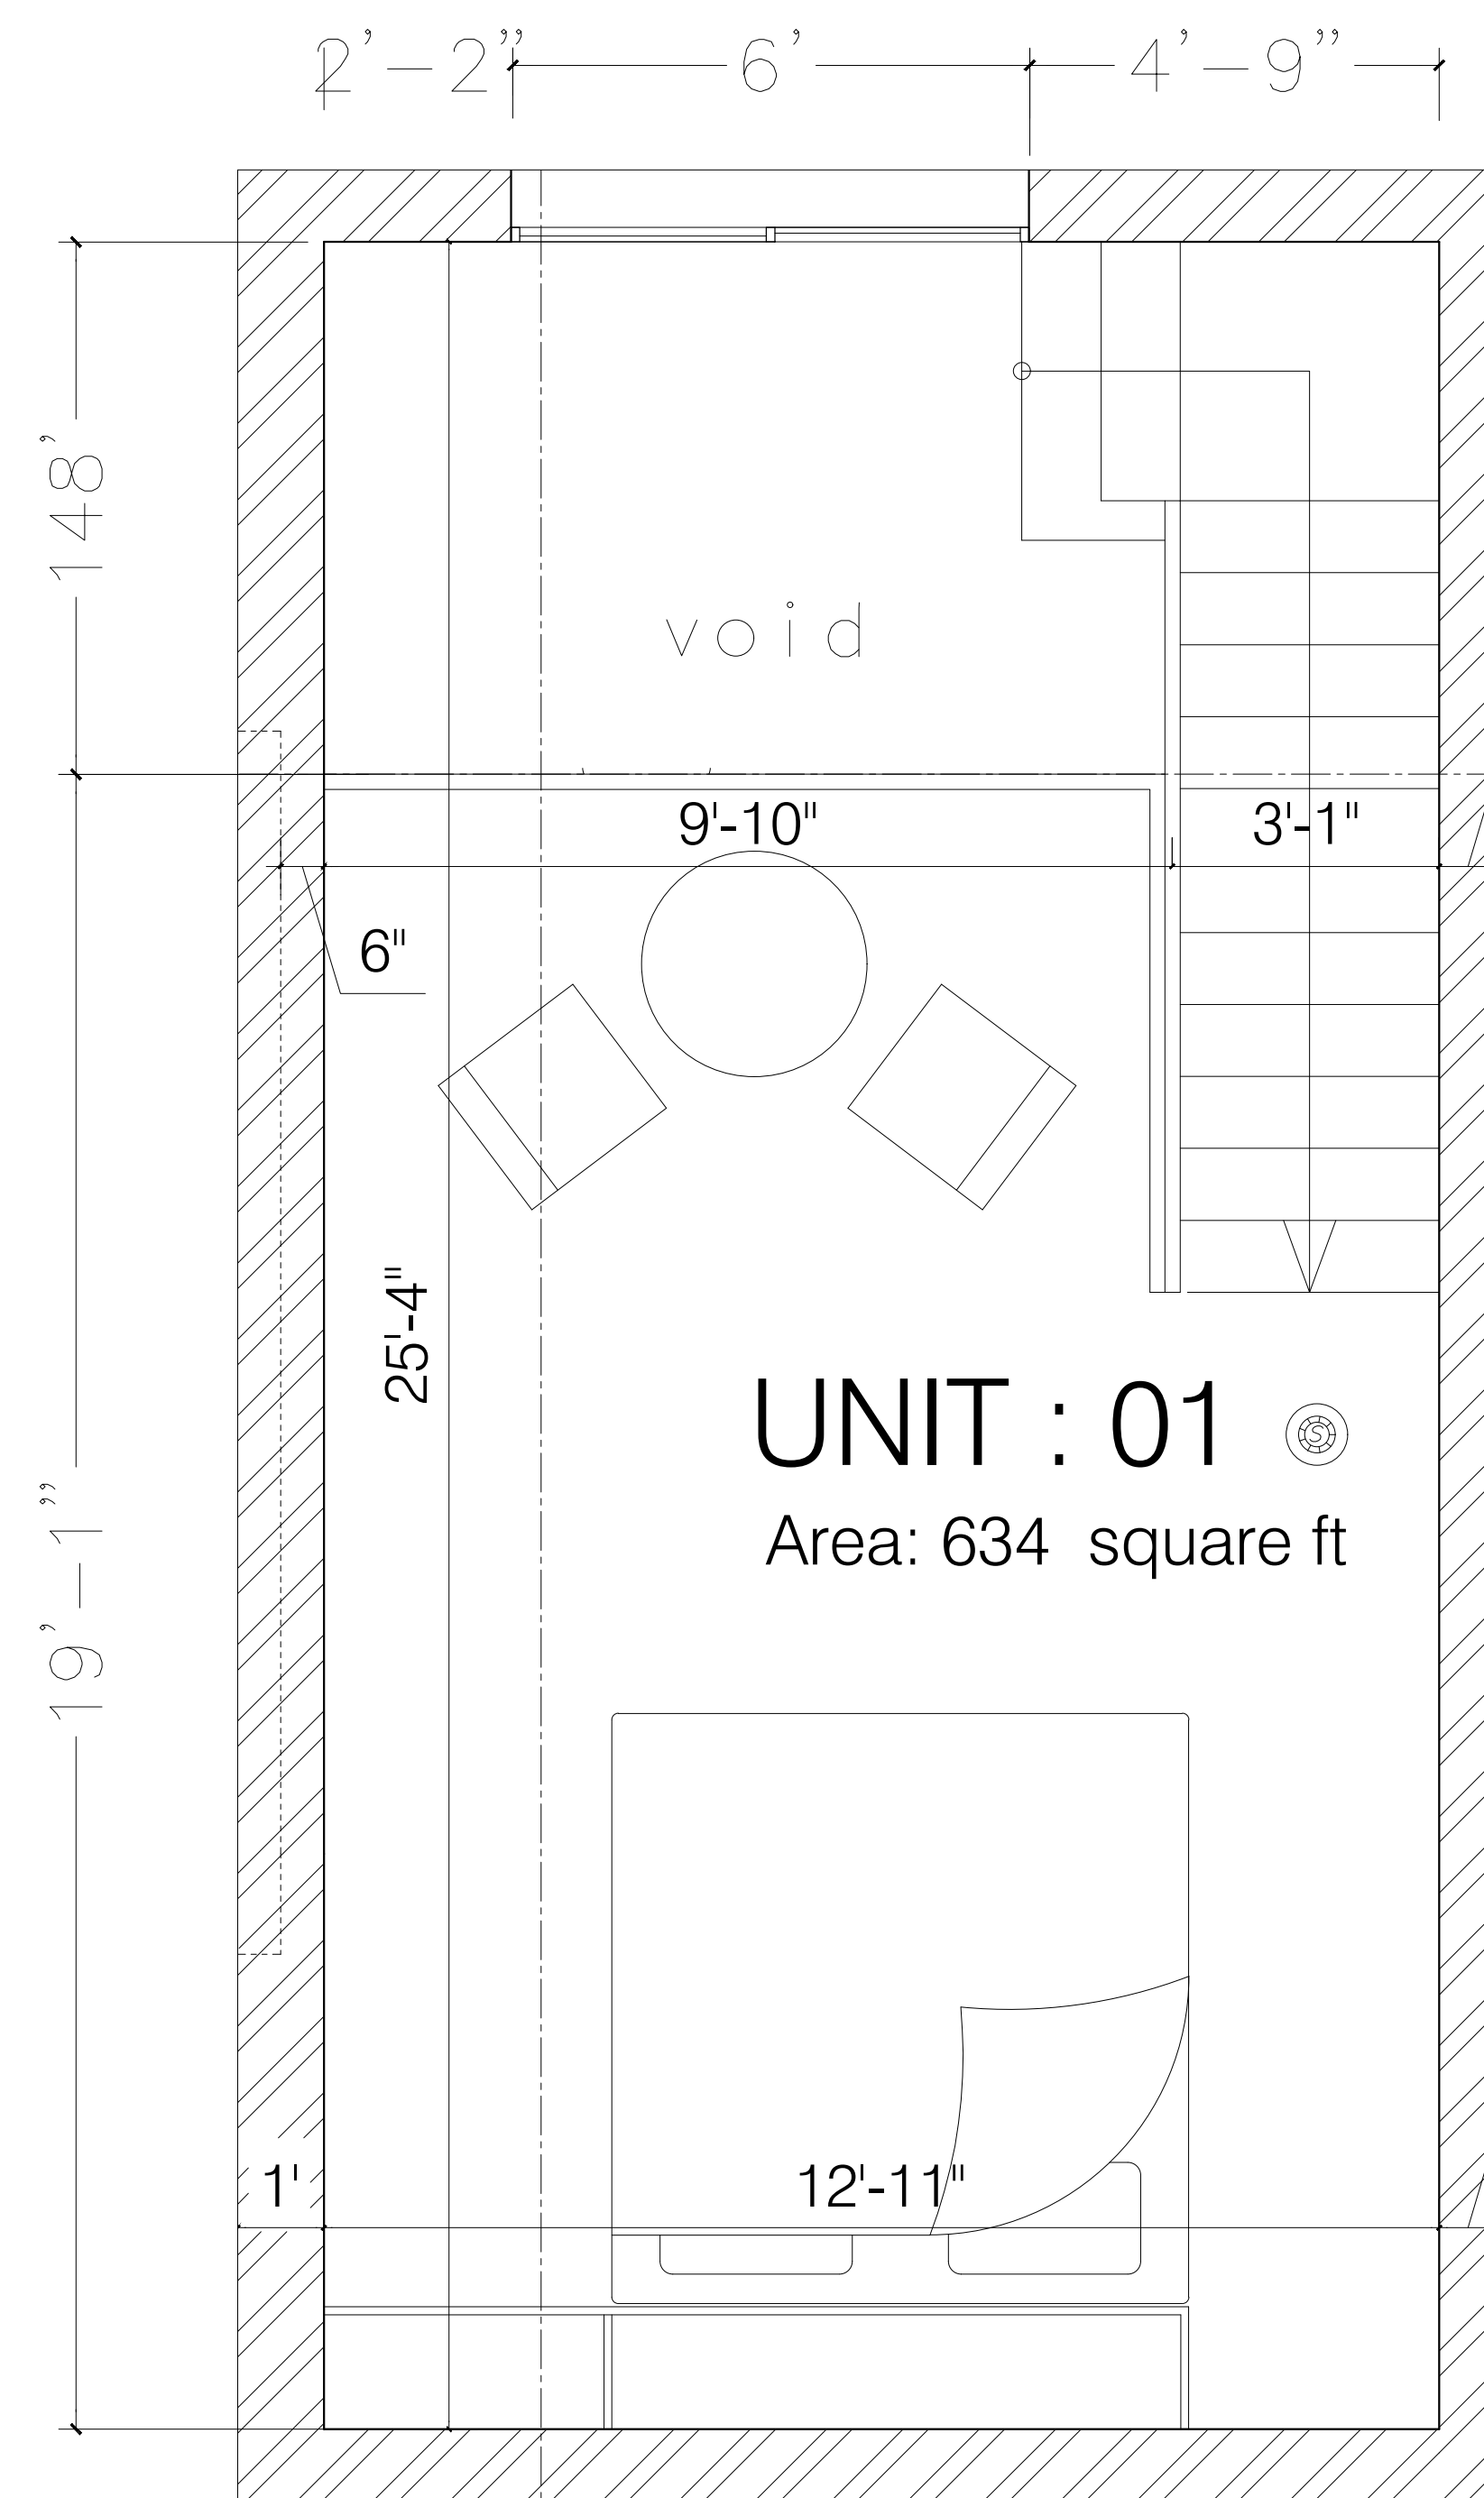 2'-2"
6'
4'-9"
148'
void
9'-10"
3'-1"
6"
25'-4"
UNIT : 01
S
Area: 634 square ft
19'-1"
1'
12'-11"